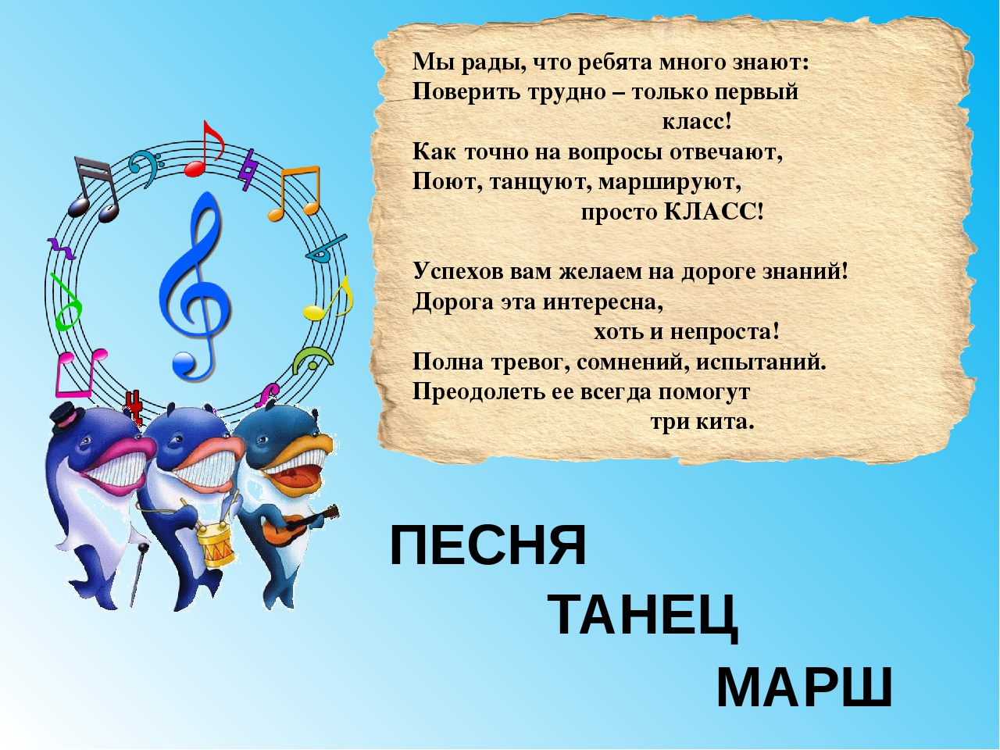 Мы рады, что ребята много знают:
Поверить трудно – только первый
класс!
Как точно на вопросы отвечают,
Поют, танцуют, маршируют,
просто КЛАСС!
Успехов вам желаем на дороге знаний!
Дорога эта интересна,
хоть и непроста!
Полна тревог, сомнений, испытаний.
Преодолеть ее всегда помогут
три кита.
ПЕСНЯ
ТАНЕЦ
МАРШ